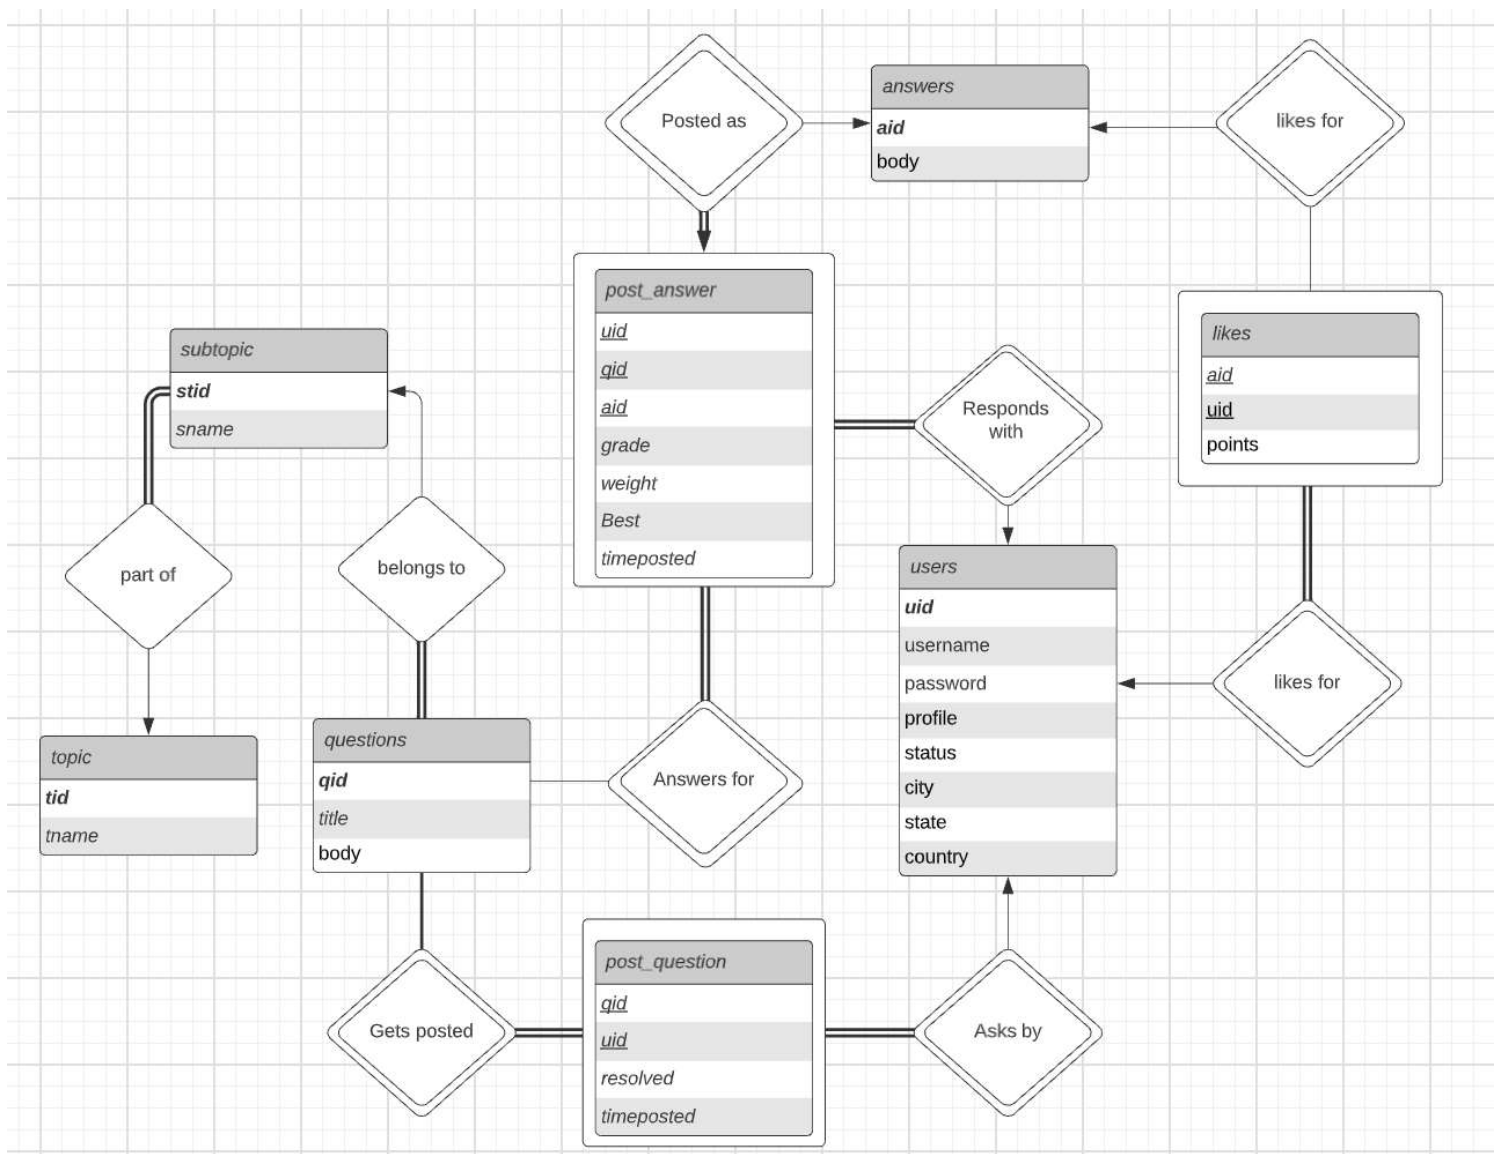 Posted as
answers
aid
body
likes for
post_answer
uid
qid
aid
grade
weight
Best
timeposted
subtopic
stid
sname
Responds
with
likes
aid
uid
points
part of
belongs to
users
uid
username
password
profile
status
city
state
country
likes for
topic
tid
tname
questions
qid
title
body
Answers for
Gets posted
post_question
qid
uid
resolved
timeposted
Asks by